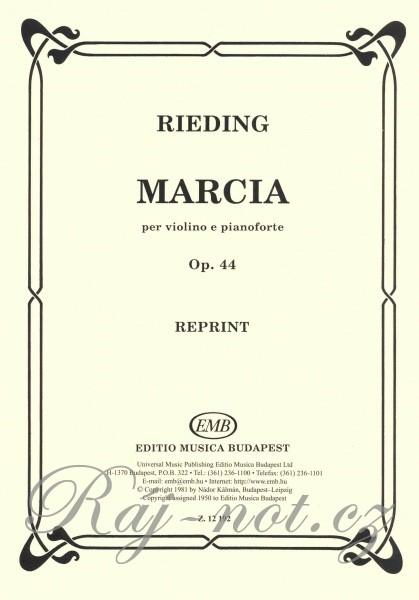 RIEDING
MARCIA
per violino e pianoforte
Op. 44
REPRINT
EMB
EDITIO MUSICA BUDAPEST
Universal Music Publishing Editio Musica Budapest Ltd
H-1370 Budapest, P.O.B. 322 • Tel.: (361) 236-1100 • Telefax: (361) 236-1101
E-mail: emb@emb.hu • Internet: http://www.emb.hu
© Copyright 1981 by Nádor Kálmán, Budapest–Leipzig
Copyright assigned 1950 to Editio Musica Budapest
Ráj-not.cz
Z. 12 192